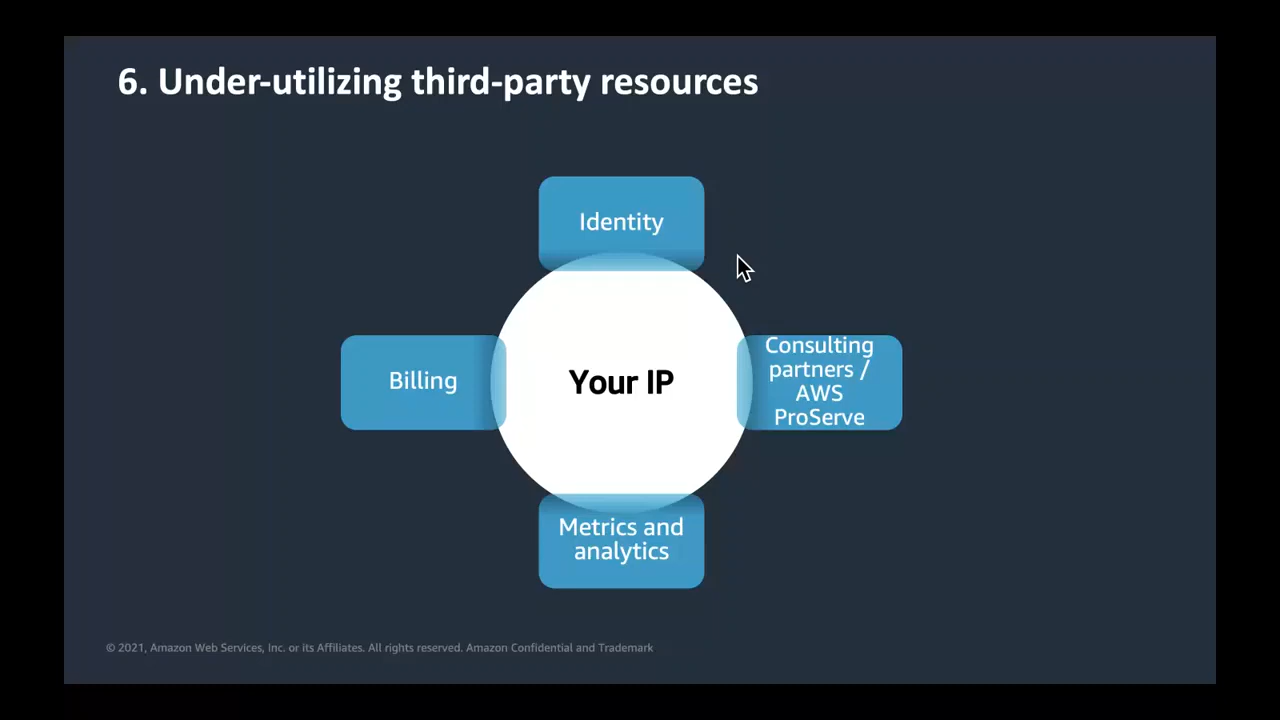 6. Under-utilizing third-party resources
Identity
Billing
Your IP
Consulting
partners /
AWS
ProServe
Metrics and
analytics
© 2021, Amazon Web Services, Inc. or its Affiliates. All rights reserved. Amazon Confidential and Trademark